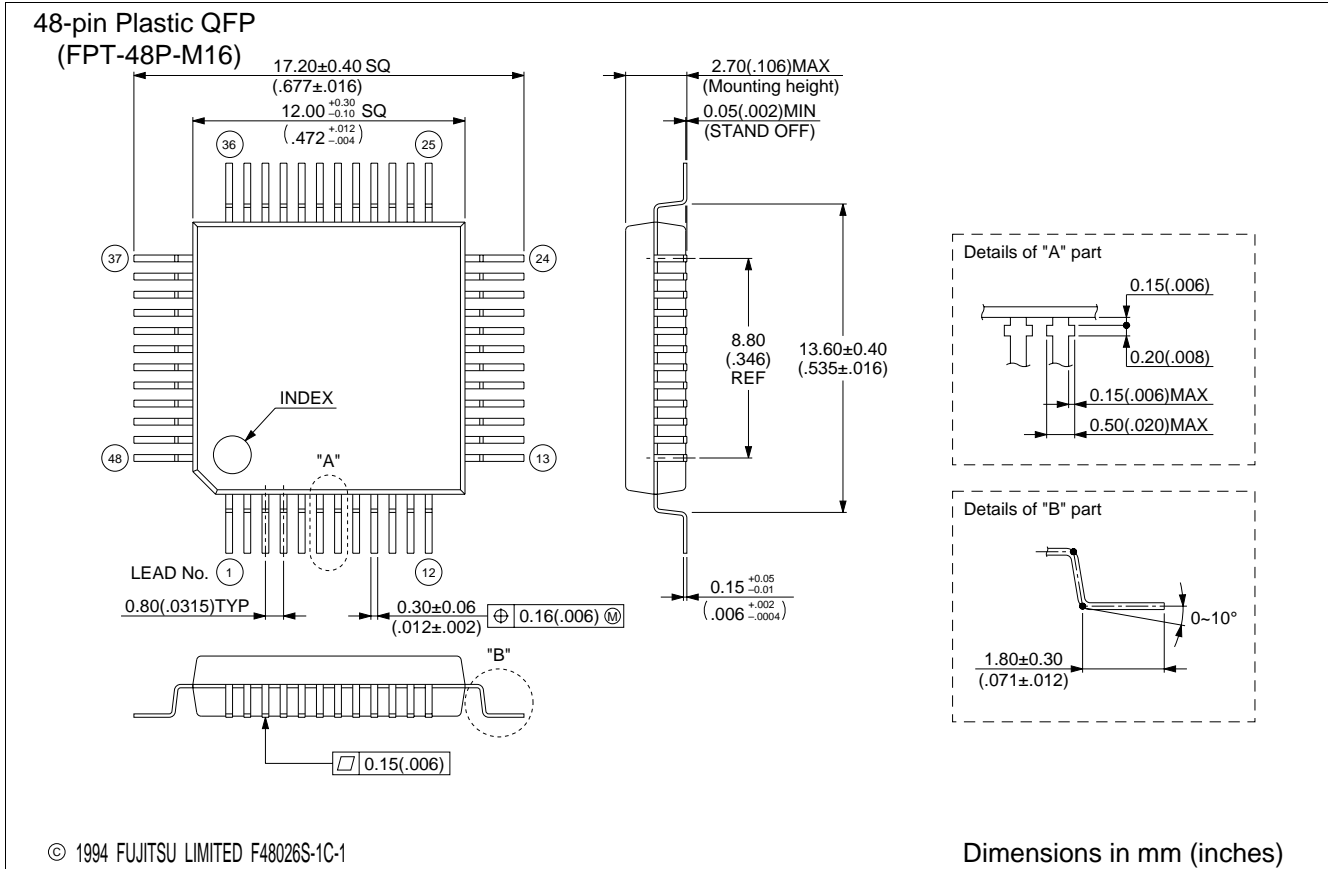 48-pin Plastic QFP
(FPT-48P-M16)
17.20±0.40 SQ
(.677±.016)
12.00 +0.30 −0.10 SQ
(.472 +.012 −.004)
36
25
37
24
48
13
INDEX
"A"
LEAD No.
1
12
0.80(.0315)TYP
0.30±0.06
(.012±.002)
⌖ 0.16(.006) Ⓜ
"B"
⏥ 0.15(.006)
2.70(.106)MAX
(Mounting height)
0.05(.002)MIN
(STAND OFF)
8.80
(.346)
REF
13.60±0.40
(.535±.016)
0.15 +0.05 −0.01
(.006 +.002 −.0004)
Details of "A" part
0.15(.006)
0.20(.008)
0.15(.006)MAX
0.50(.020)MAX
Details of "B" part
0~10°
1.80±0.30
(.071±.012)
© 1994 FUJITSU LIMITED F48026S-1C-1
Dimensions in mm (inches)